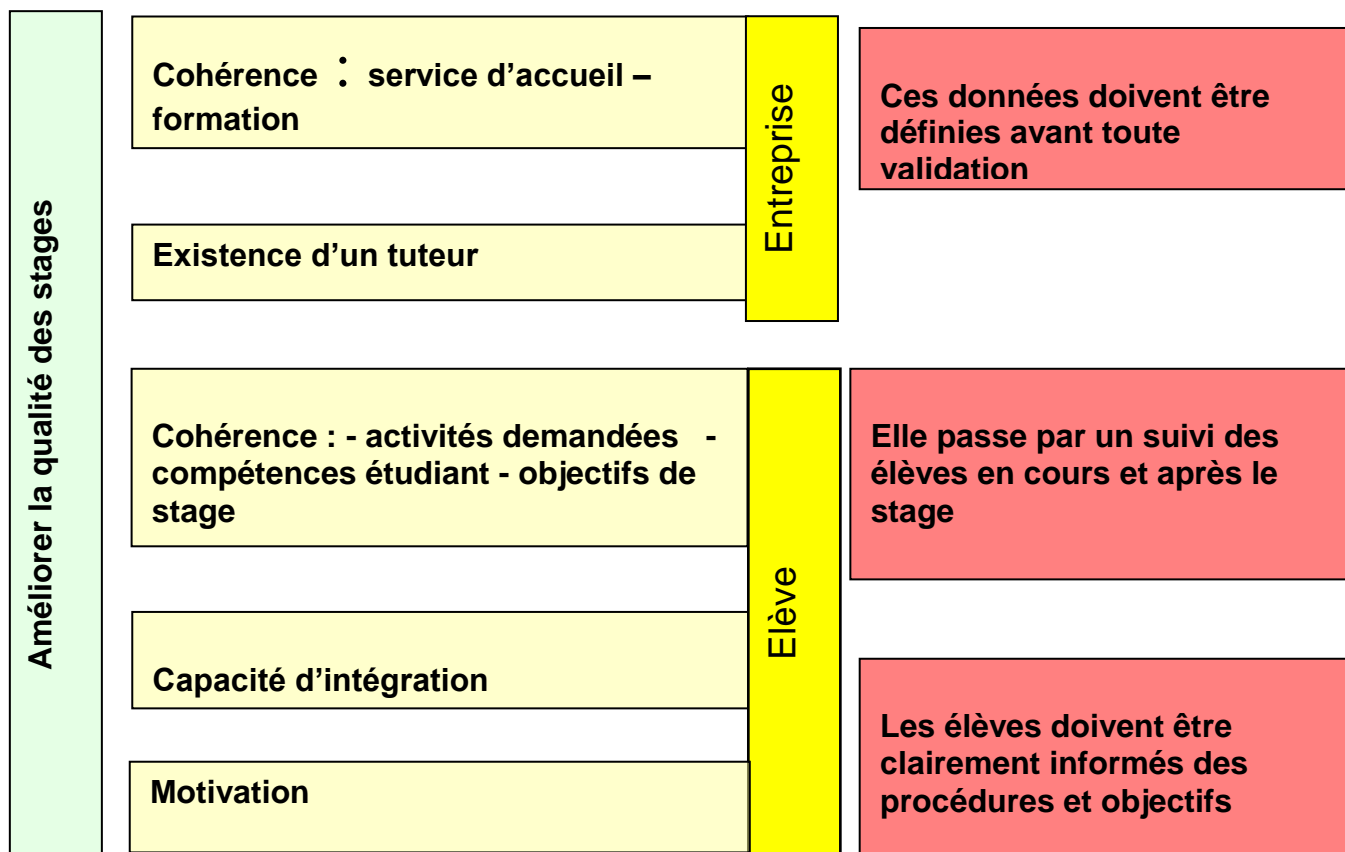 Améliorer la qualité des stages
Cohérence : service d’accueil –
formation
Existence d’un tuteur
Entreprise
Ces données doivent être
définies avant toute
validation
Cohérence : - activités demandées -
compétences étudiant - objectifs de
stage
Capacité d’intégration
Motivation
Elève
Elle passe par un suivi des
élèves en cours et après le
stage
Les élèves doivent être
clairement informés des
procédures et objectifs